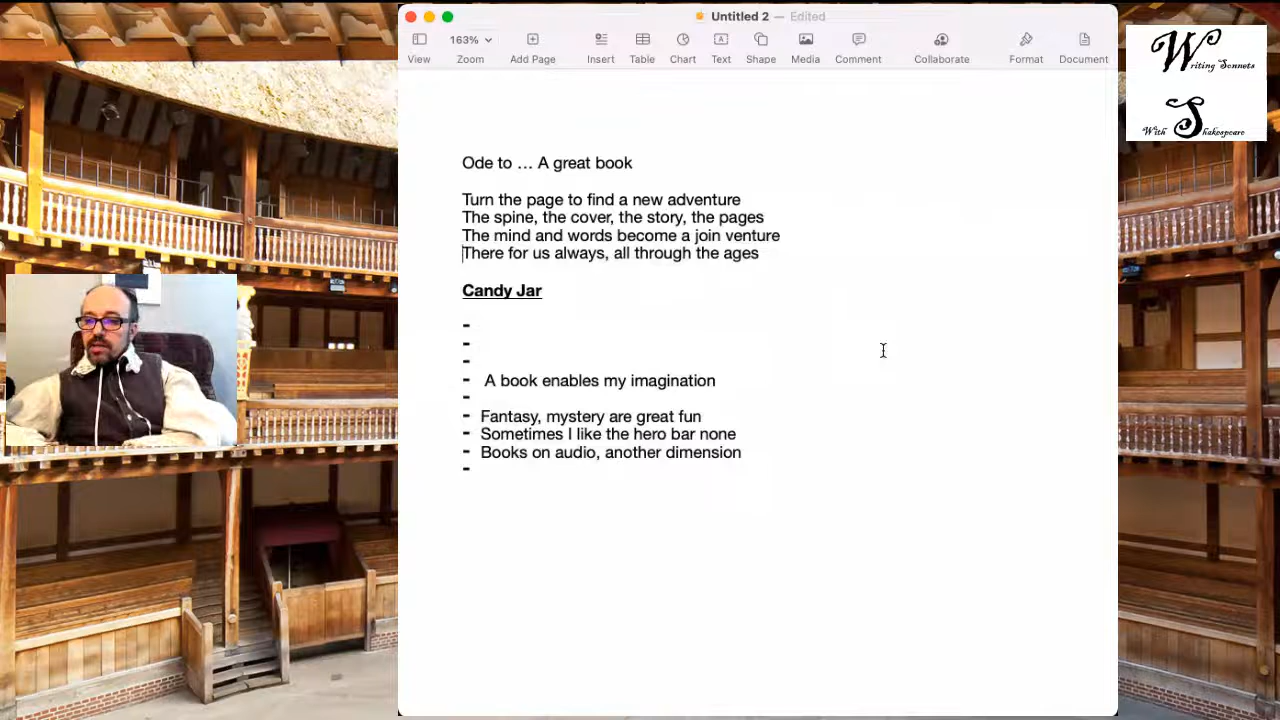 Untitled 2 — Edited
163%
View
Zoom
Add Page
Insert
Table
Chart
Text
Shape
Media
Comment
Collaborate
Format
Document
Writing Sonnets
With Shakespeare
Ode to … A great book
Turn the page to find a new adventure
The spine, the cover, the story, the pages
The mind and words become a join venture
There for us always, all through the ages
Candy Jar
-
-
-
- A book enables my imagination
-
- Fantasy, mystery are great fun
- Sometimes I like the hero bar none
- Books on audio, another dimension
-